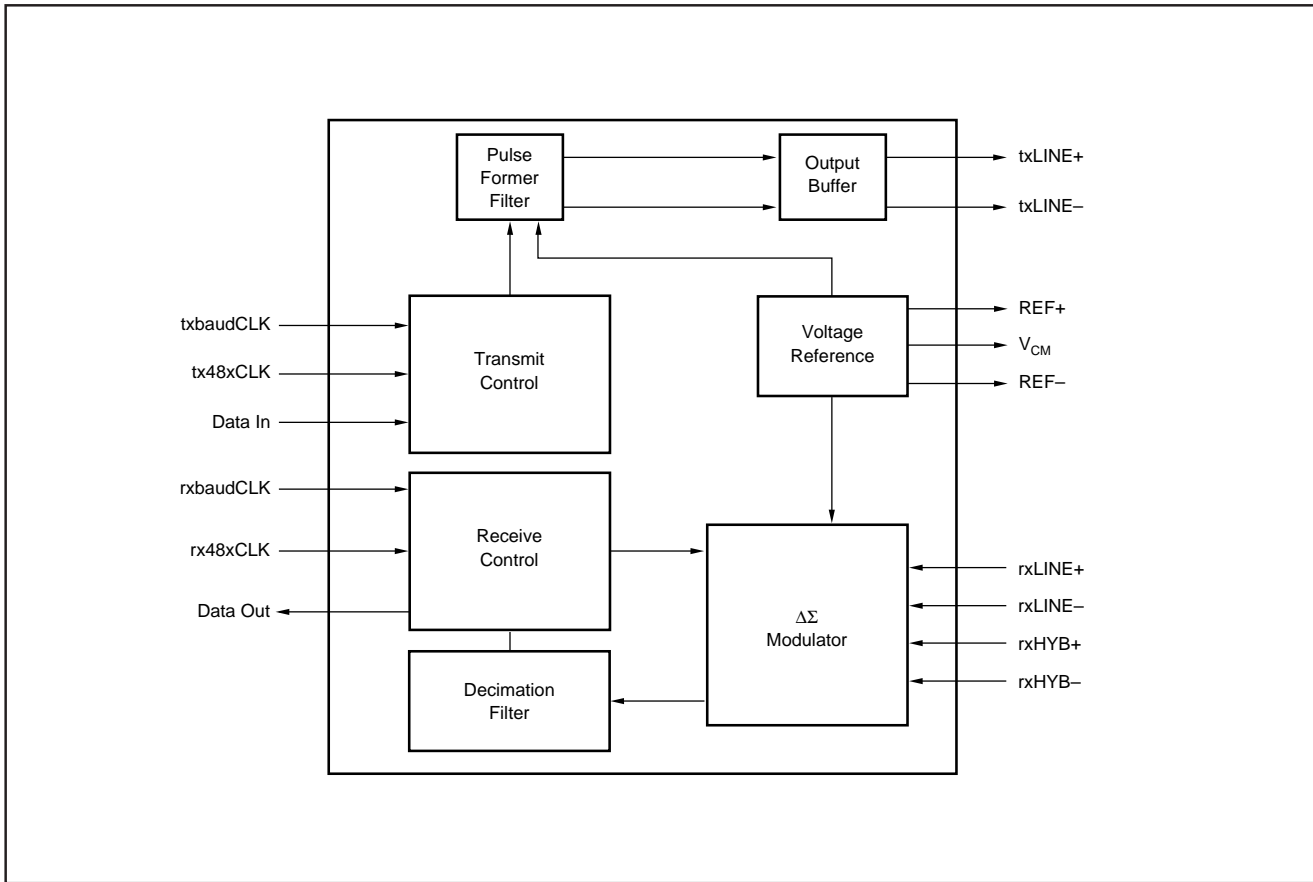 Pulse
Former
Filter
Output
Buffer
txLINE+
txLINE–
txbaudCLK
tx48xCLK
Data In
Transmit
Control
Voltage
Reference
REF+
VCM
REF–
rxbaudCLK
rx48xCLK
Data Out
Receive
Control
Decimation
Filter
ΔΣ
Modulator
rxLINE+
rxLINE–
rxHYB+
rxHYB–